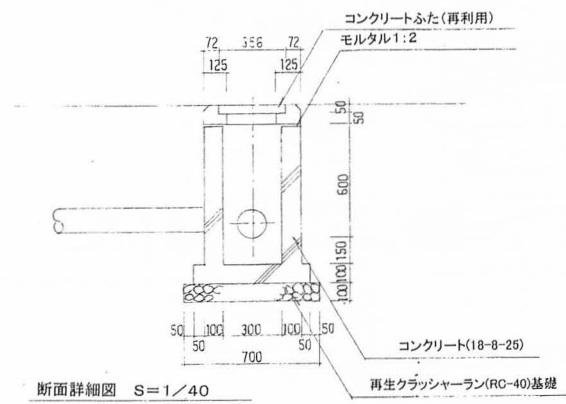 コンクリートふた(再利用)
モルタル1:2
72 356 72
125 125
50
50
600
150
100
100
50 100 300 100 50
50 50
700
コンクリート(18-8-25)
再生クラッシャーラン(RC-40)基礎
断面詳細図 S=1/40